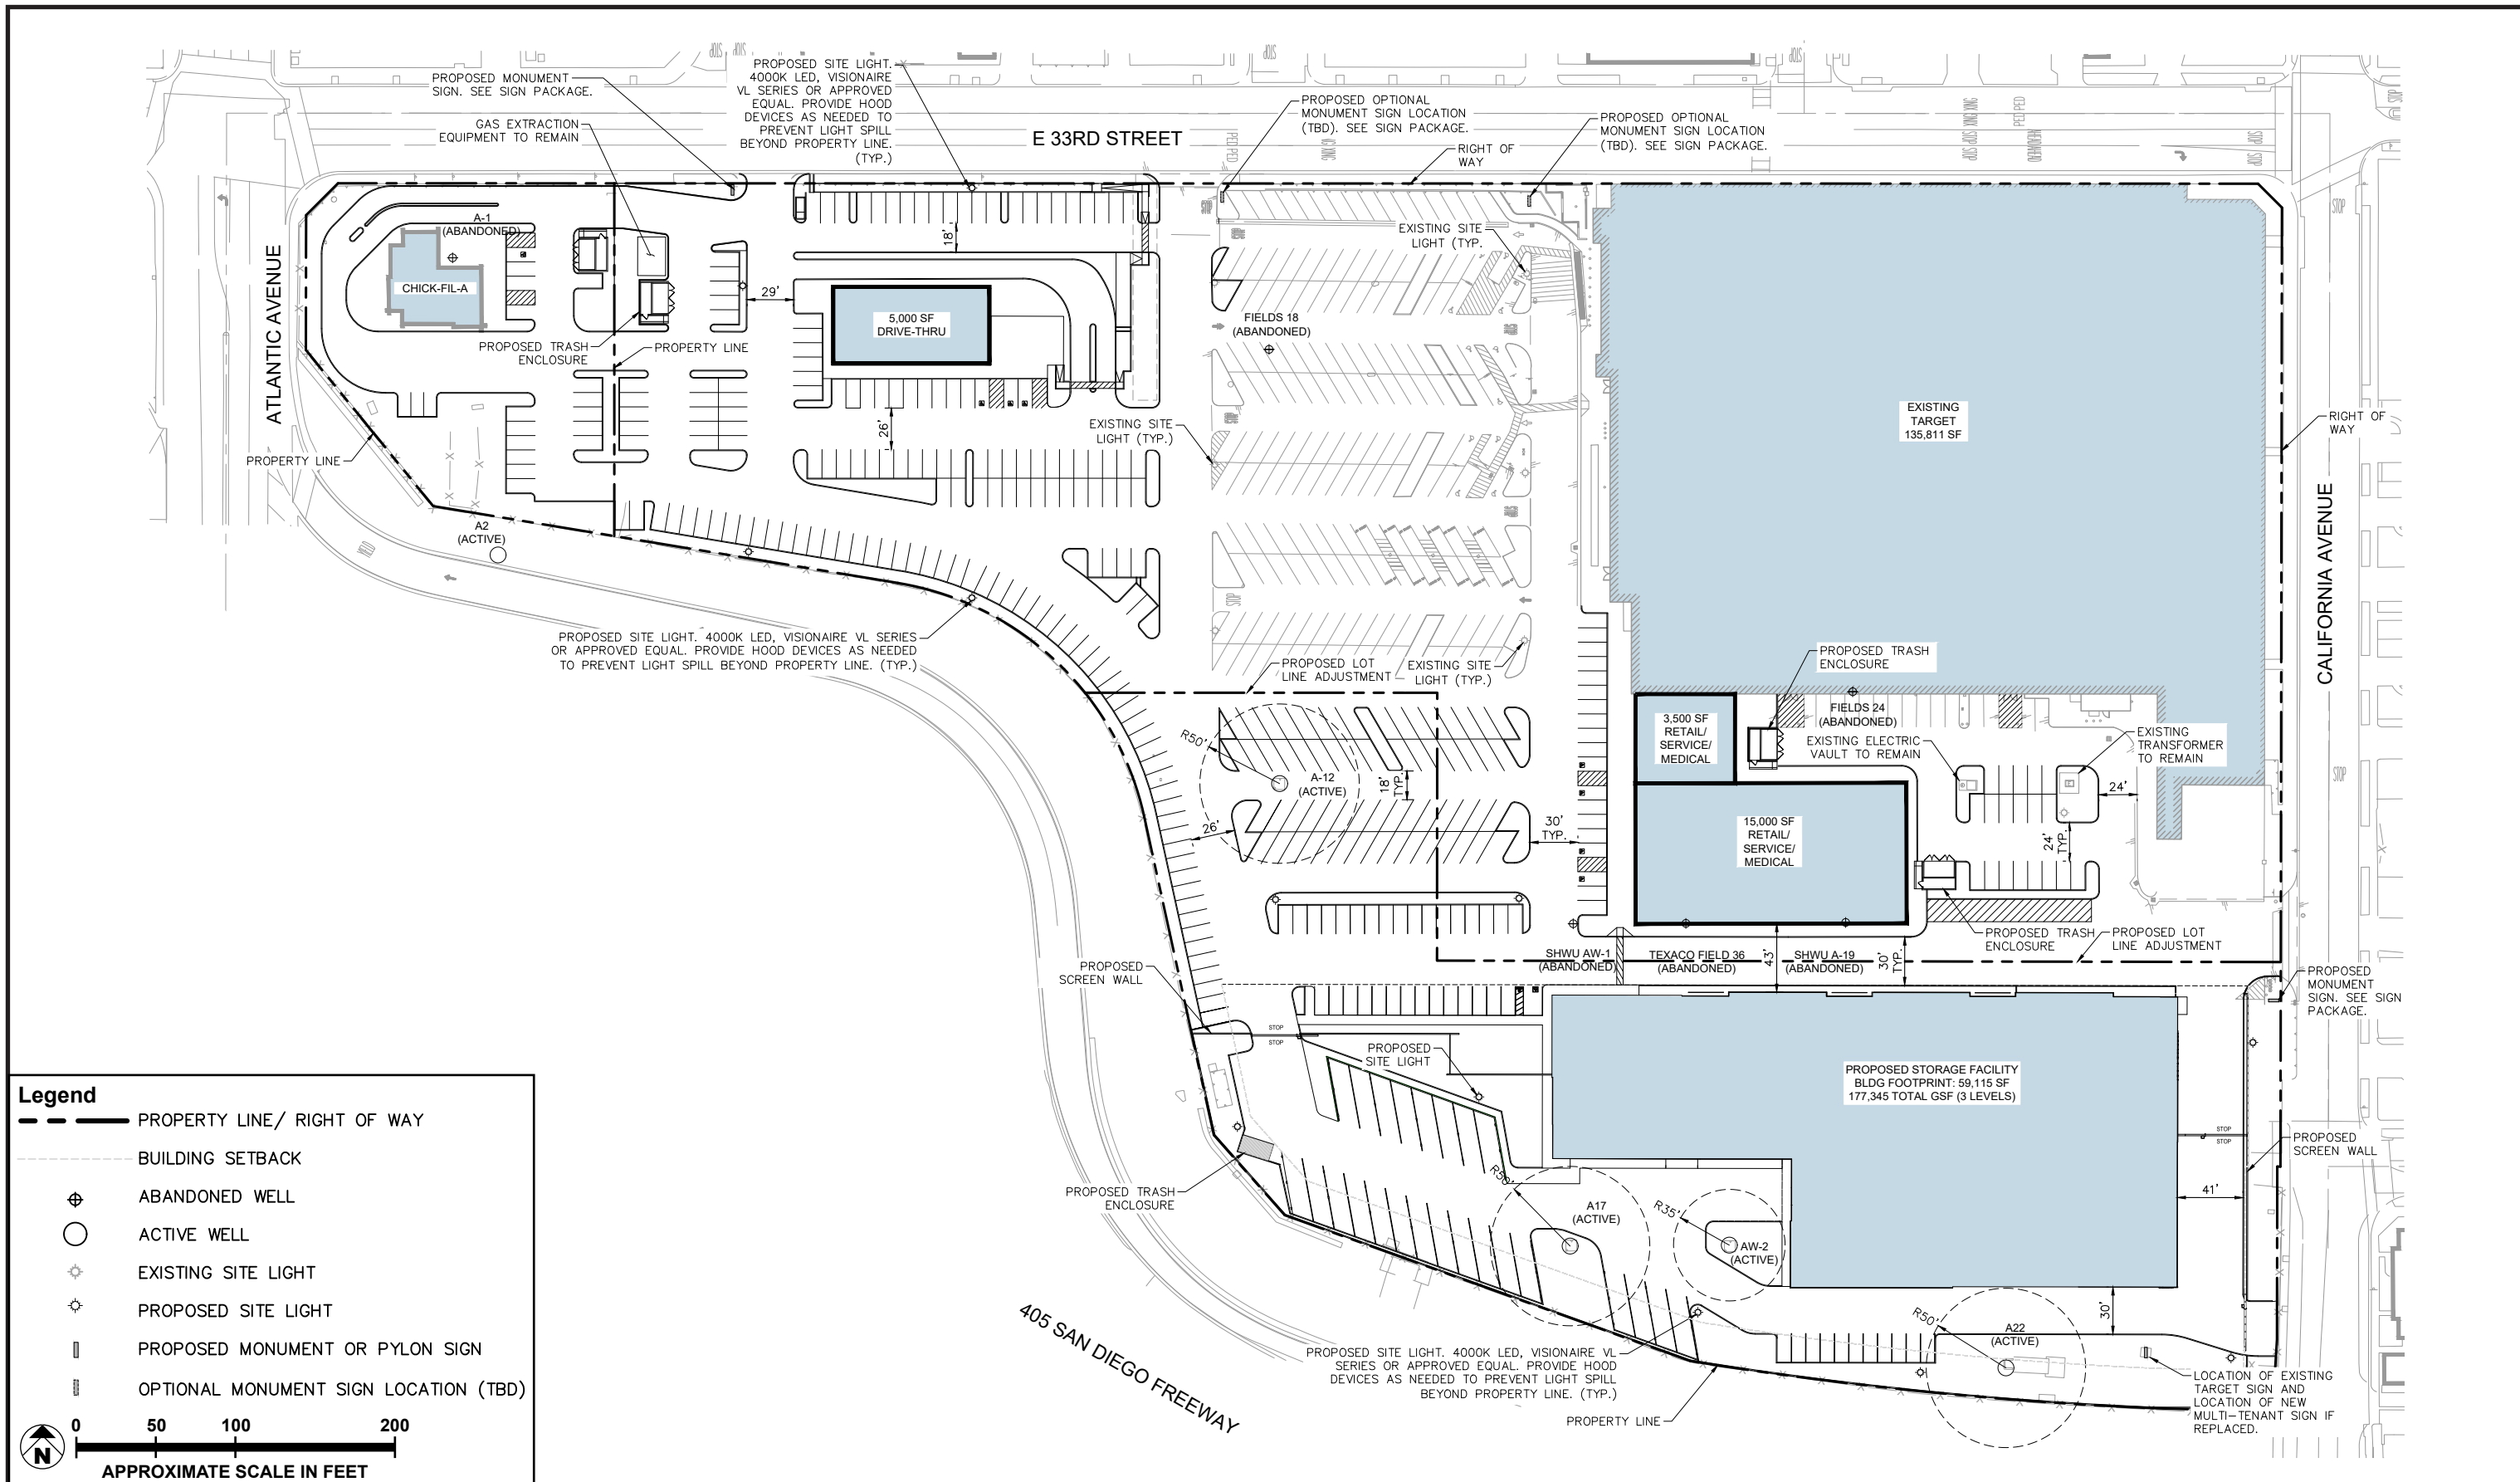 PROPOSED MONUMENT
SIGN. SEE SIGN PACKAGE.
GAS EXTRACTION
EQUIPMENT TO REMAIN
PROPOSED SITE LIGHT.
4000K LED, VISIONAIRE
VL SERIES OR APPROVED
EQUAL. PROVIDE HOOD
DEVICES AS NEEDED TO
PREVENT LIGHT SPILL
BEYOND PROPERTY LINE.
(TYP.)
E 33RD STREET
PROPOSED OPTIONAL
MONUMENT SIGN LOCATION
(TBD). SEE SIGN PACKAGE.
RIGHT OF
WAY
PROPOSED OPTIONAL
MONUMENT SIGN LOCATION
(TBD). SEE SIGN PACKAGE.
STOP
STOP
STOP
STOP
STOP
ATLANTIC AVENUE
A-1
(ABANDONED)
CHICK-FIL-A
PROPOSED TRASH
ENCLOSURE
PROPERTY LINE
18'
29'
5,000 SF
DRIVE-THRU
26'
EXISTING SITE
LIGHT (TYP.
FIELDS 18
(ABANDONED)
EXISTING SITE
LIGHT (TYP.)
EXISTING
TARGET
135,811 SF
RIGHT OF
WAY
CALIFORNIA AVENUE
PROPERTY LINE
A2
(ACTIVE)
PROPOSED SITE LIGHT. 4000K LED, VISIONAIRE VL SERIES
OR APPROVED EQUAL. PROVIDE HOOD DEVICES AS NEEDED
TO PREVENT LIGHT SPILL BEYOND PROPERTY LINE. (TYP.)
PROPOSED LOT
LINE ADJUSTMENT
EXISTING SITE
LIGHT (TYP.)
PROPOSED TRASH
ENCLOSURE
3,500 SF
RETAIL/
SERVICE/
MEDICAL
FIELDS 24
(ABANDONED)
EXISTING ELECTRIC
VAULT TO REMAIN
EXISTING
TRANSFORMER
TO REMAIN
R50'
A-12
(ACTIVE)
18'
TYP.
26'
30'
TYP.
15,000 SF
RETAIL/
SERVICE/
MEDICAL
24'
24'
TYP.
PROPOSED TRASH
ENCLOSURE
PROPOSED LOT
LINE ADJUSTMENT
SHWU AW-1
(ABANDONED)
TEXACO FIELD 36
(ABANDONED)
43'
SHWU A-19
(ABANDONED)
30'
TYP.
PROPOSED
SCREEN WALL
PROPOSED
MONUMENT
SIGN. SEE SIGN
PACKAGE.
STOP
STOP
PROPOSED
SITE LIGHT
PROPOSED STORAGE FACILITY
BLDG FOOTPRINT: 59,115 SF
177,345 TOTAL GSF (3 LEVELS)
STOP
STOP
PROPOSED
SCREEN WALL
41'
PROPOSED TRASH
ENCLOSURE
R50'
A17
(ACTIVE)
R35'
AW-2
(ACTIVE)
30'
R50'
A22
(ACTIVE)
405 SAN DIEGO FREEWAY
PROPOSED SITE LIGHT. 4000K LED, VISIONAIRE VL
SERIES OR APPROVED EQUAL. PROVIDE HOOD
DEVICES AS NEEDED TO PREVENT LIGHT SPILL
BEYOND PROPERTY LINE. (TYP.)
PROPERTY LINE
LOCATION OF EXISTING
TARGET SIGN AND
LOCATION OF NEW
MULTI-TENANT SIGN IF
REPLACED.
Legend
PROPERTY LINE/ RIGHT OF WAY
BUILDING SETBACK
ABANDONED WELL
ACTIVE WELL
EXISTING SITE LIGHT
PROPOSED SITE LIGHT
PROPOSED MONUMENT OR PYLON SIGN
OPTIONAL MONUMENT SIGN LOCATION (TBD)
0 50 100 200
N
APPROXIMATE SCALE IN FEET